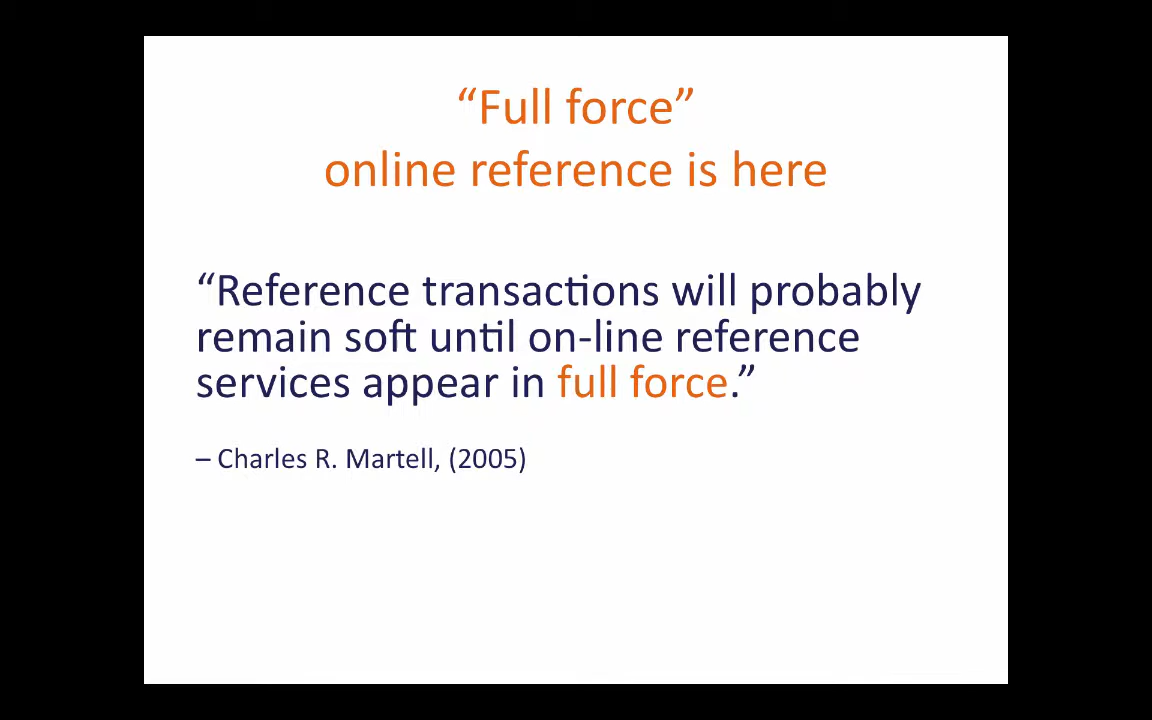 “Full force”
online reference is here
“Reference transactions will probably
remain soft until on-line reference
services appear in full force.”
– Charles R. Martell, (2005)